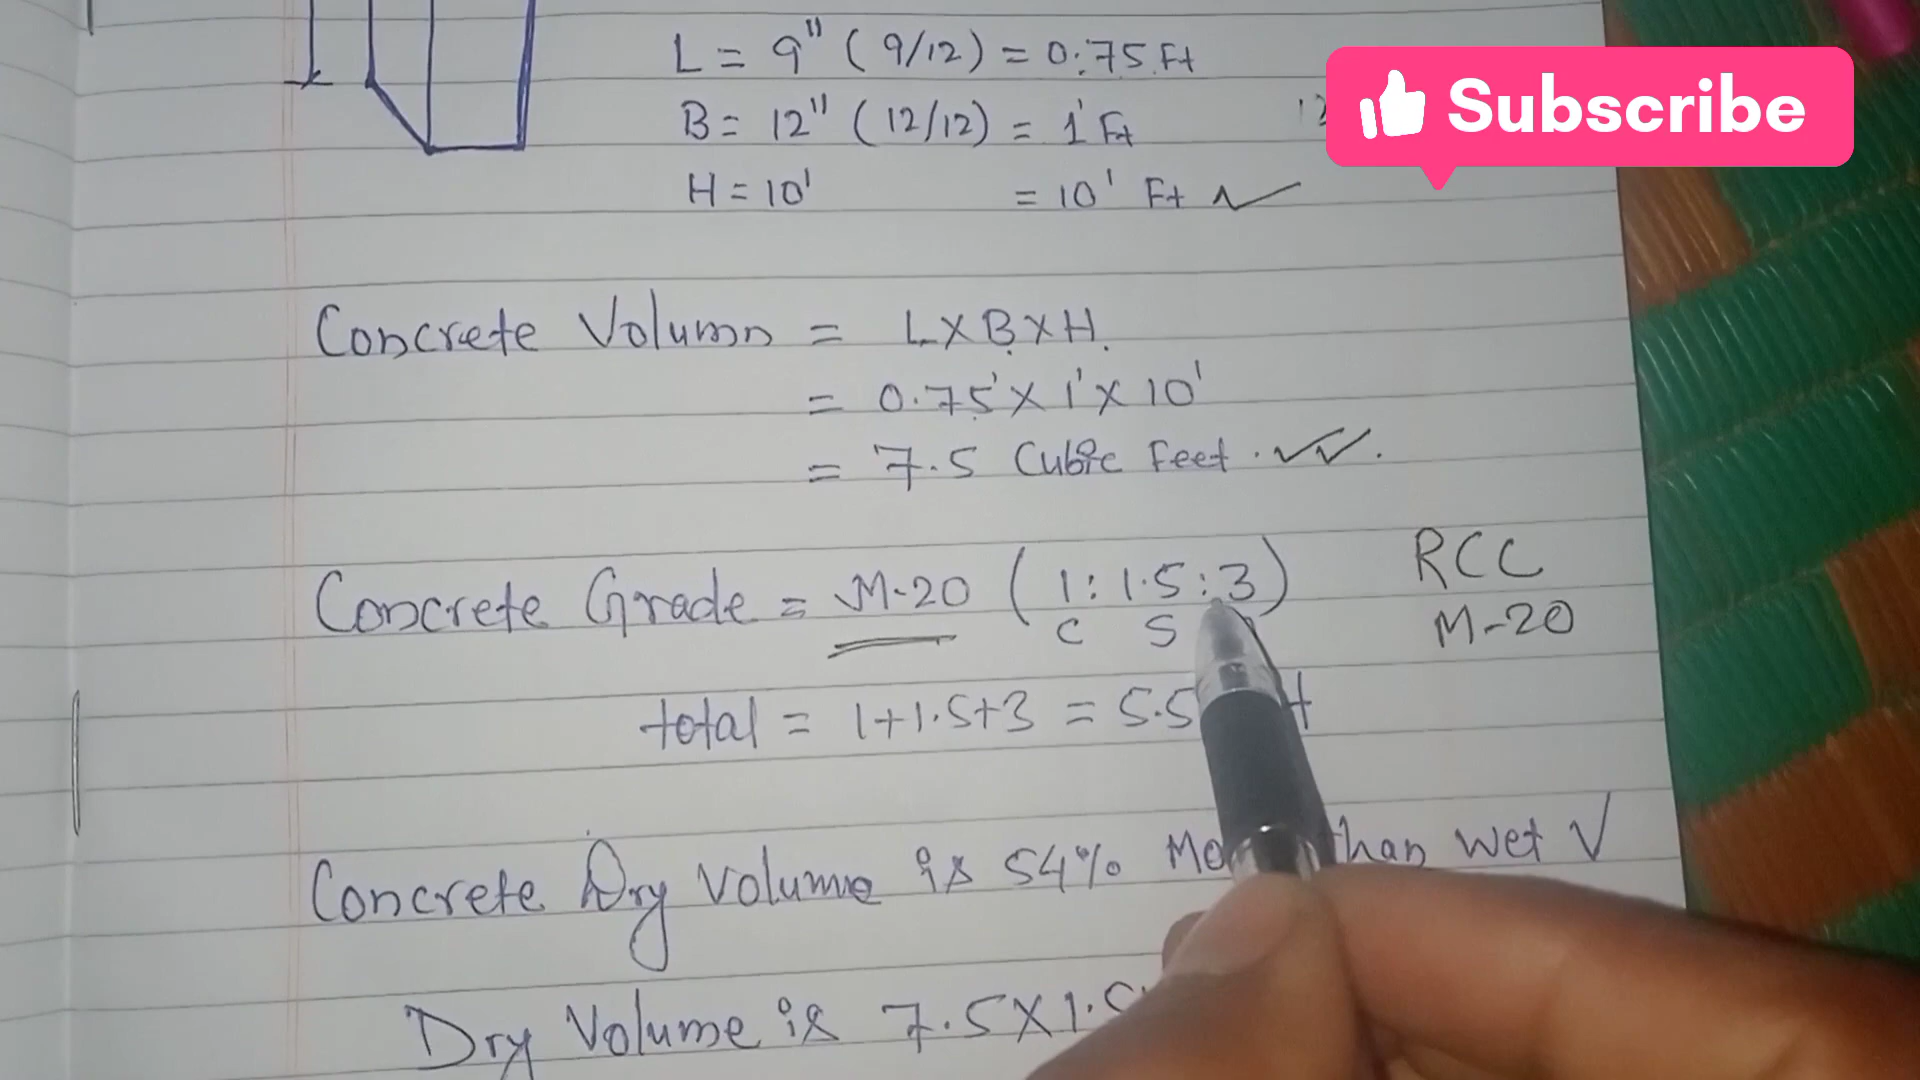 L = 9" (9/12) = 0.75 Ft
B = 12" (12/12) = 1' Ft
H = 10' = 10' Ft
Subscribe
Concrete Volumn = L X B X H.
= 0.75' X 1' X 10'
= 7.5 Cubic Feet.
Concrete Grade = M-20 (1:1.5:3)
C S
RCC
M-20
total = 1+1.5+3 = 5.5
Concrete Dry Volume is 54% than wet V
Dry Volume is 7.5 X 1.